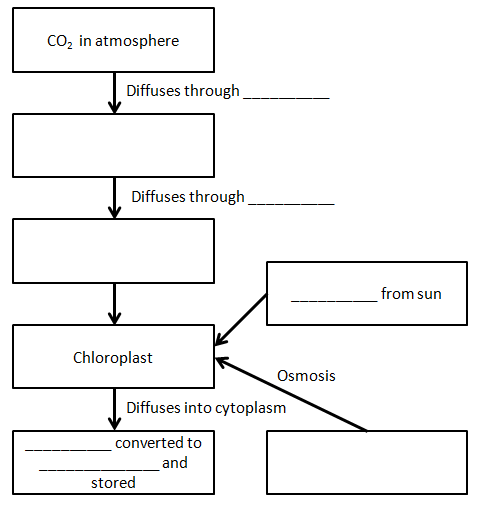 CO₂ in atmosphere
Diffuses through __________
Diffuses through __________
__________ from sun
Chloroplast
Osmosis
Diffuses into cytoplasm
__________ converted to
______________ and
stored